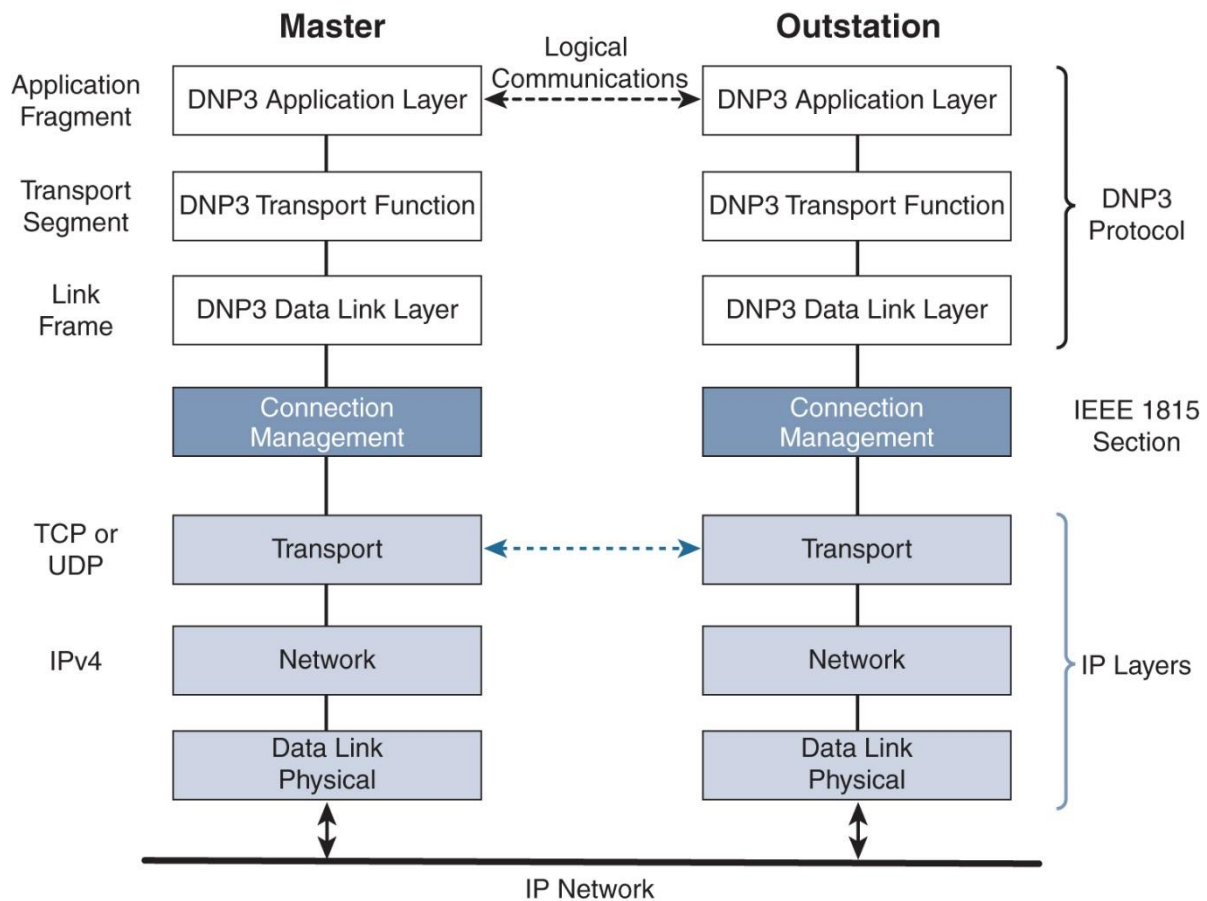 Master
Outstation
Logical
Communications
Application
Fragment
DNP3 Application Layer
DNP3 Application Layer
Transport
Segment
DNP3 Transport Function
DNP3 Transport Function
DNP3
Protocol
Link
Frame
DNP3 Data Link Layer
DNP3 Data Link Layer
Connection
Management
Connection
Management
IEEE 1815
Section
TCP or
UDP
Transport
Transport
IPv4
Network
Network
IP Layers
Data Link
Physical
Data Link
Physical
IP Network